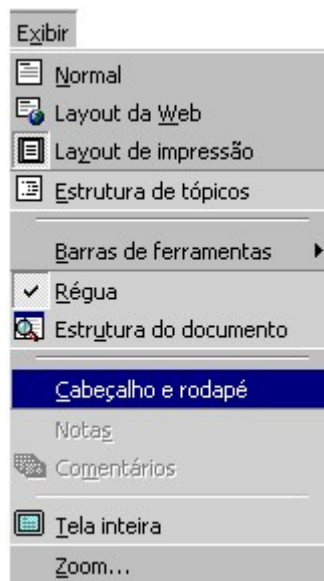 Exibir
Normal
Layout da Web
Layout de impressão
Estrutura de tópicos
Barras de ferramentas
Régua
Estrutura do documento
Cabeçalho e rodapé
Notas
Comentários
Tela inteira
Zoom...